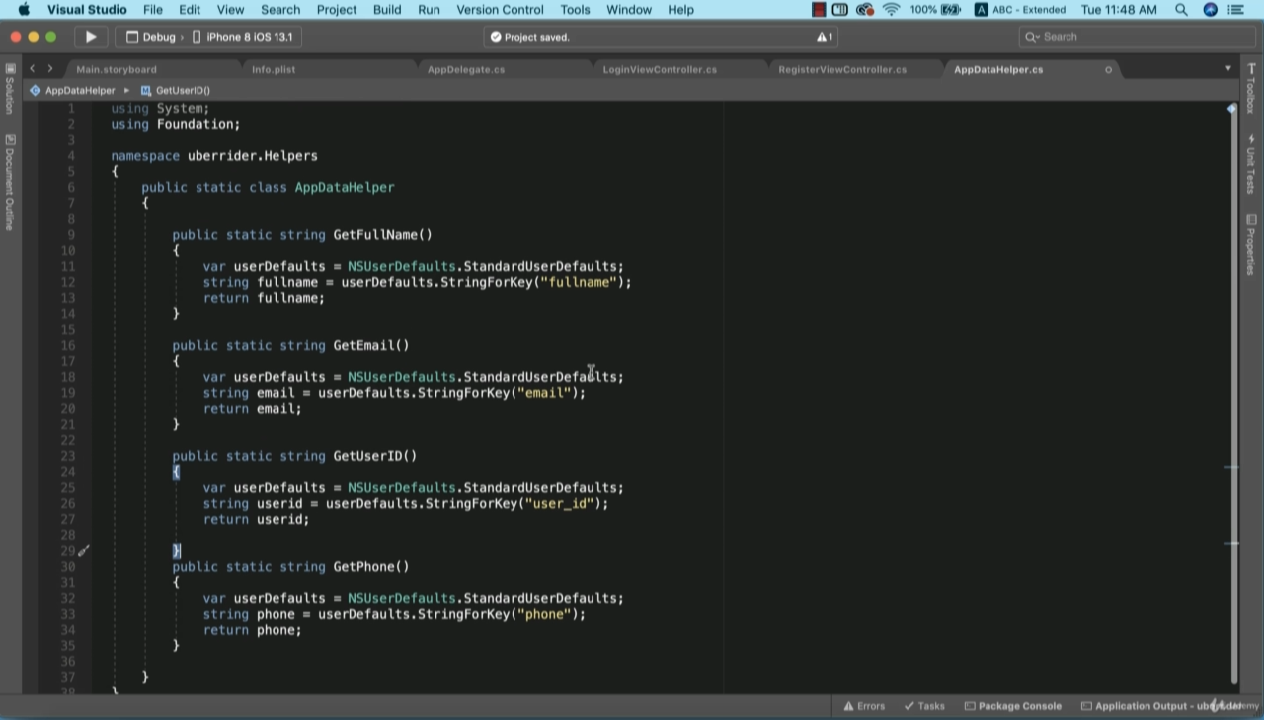 Visual Studio File Edit View Search Project Build Run Version Control Tools Window Help 100% A ABC - Extended Tue 11:48 AM
Debug › iPhone 8 iOS 13.1 Project saved. 1 Search
Main.storyboard Info.plist AppDelegate.cs LoginViewController.cs RegisterViewController.cs AppDataHelper.cs
AppDataHelper GetUserID()
Solution
Document Outline
Toolbox
Unit Tests
Properties
1 using System;
2 using Foundation;
3
4 namespace uberrider.Helpers
5 {
6 public static class AppDataHelper
7 {
8
9 public static string GetFullName()
10 {
11 var userDefaults = NSUserDefaults.StandardUserDefaults;
12 string fullname = userDefaults.StringForKey("fullname");
13 return fullname;
14 }
15
16 public static string GetEmail()
17 {
18 var userDefaults = NSUserDefaults.StandardUserDefaults;
19 string email = userDefaults.StringForKey("email");
20 return email;
21 }
22
23 public static string GetUserID()
24 {
25 var userDefaults = NSUserDefaults.StandardUserDefaults;
26 string userid = userDefaults.StringForKey("user_id");
27 return userid;
28
29 }
30 public static string GetPhone()
31 {
32 var userDefaults = NSUserDefaults.StandardUserDefaults;
33 string phone = userDefaults.StringForKey("phone");
34 return phone;
35 }
36
37 }
38 }
Errors Tasks Package Console Application Output -